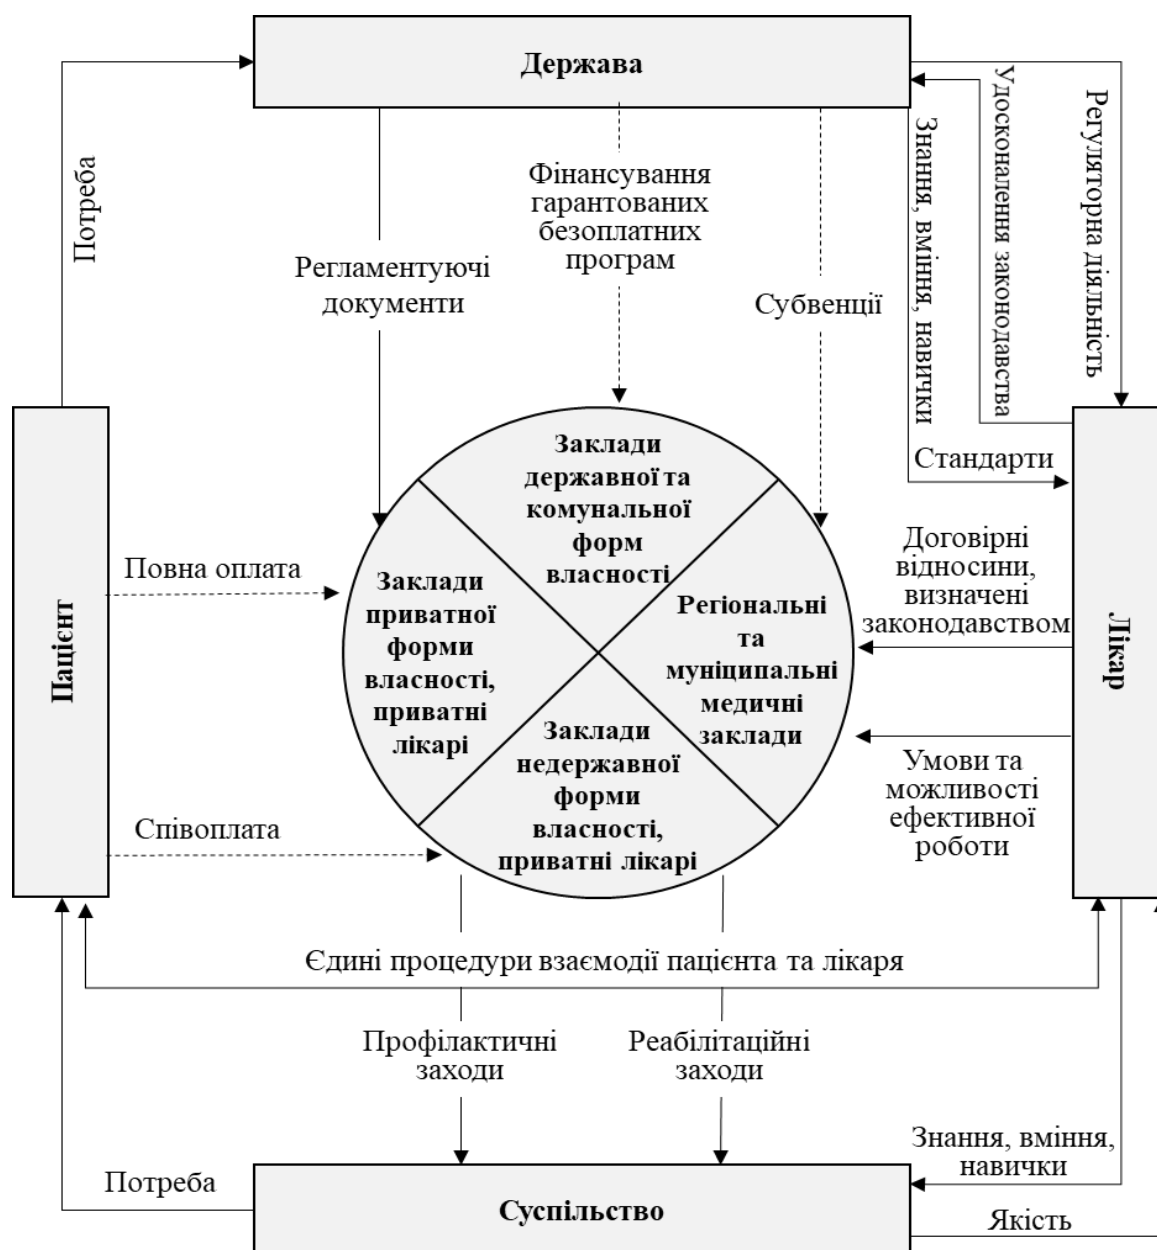 Держава
Потреба
Регламентуючі
документи
Фінансування
гарантованих
безоплатних
програм
Субвенції
Знання, вміння, навички
Удосконалення законодавства
Регуляторна діяльність
Стандарти
Пацієнт
Повна оплата
Співоплата
Заклади
державної та
комунальної
форм
власності
Заклади
приватної
форми
власності,
приватні
лікарі
Регіональні
та
муніципальні
медичні
заклади
Заклади
недержавної
форми
власності,
приватні лікарі
Договірні
відносини,
визначені
законодавством
Умови та
можливості
ефективної
роботи
Лікар
Єдині процедури взаємодії пацієнта та лікаря
Профілактичні
заходи
Реабілітаційні
заходи
Знання, вміння,
навички
Потреба
Суспільство
Якість